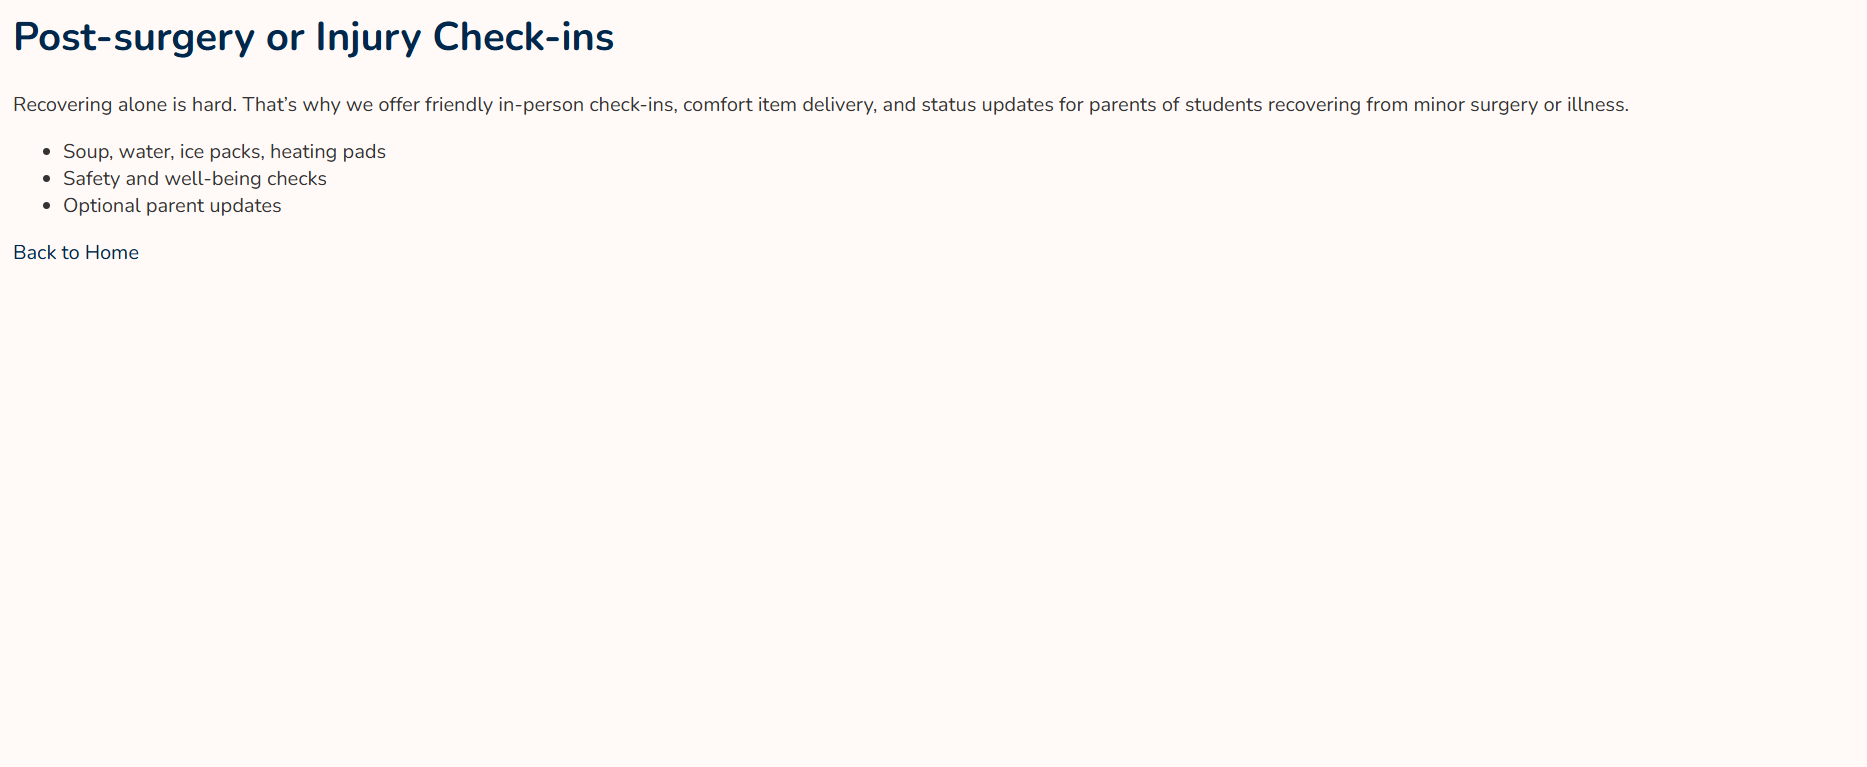 Post-surgery or Injury Check-ins
Recovering alone is hard. That’s why we offer friendly in-person check-ins, comfort item delivery, and status updates for parents of students recovering from minor surgery or illness.
• Soup, water, ice packs, heating pads
• Safety and well-being checks
• Optional parent updates
Back to Home